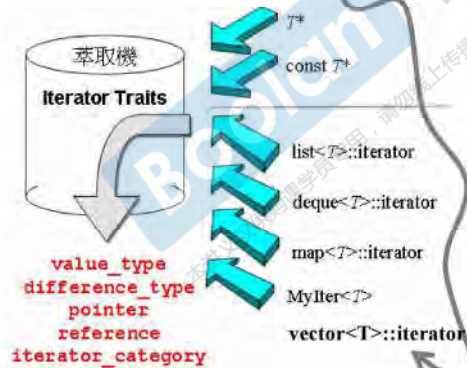 T*
萃取機
const T*
Iterator Traits
list<T>::iterator
deque<T>::iterator
map<T>::iterator
value_type
difference_type
MyIter<T>
pointer
reference
vector<T>::iterator
iterator_category
Boolan